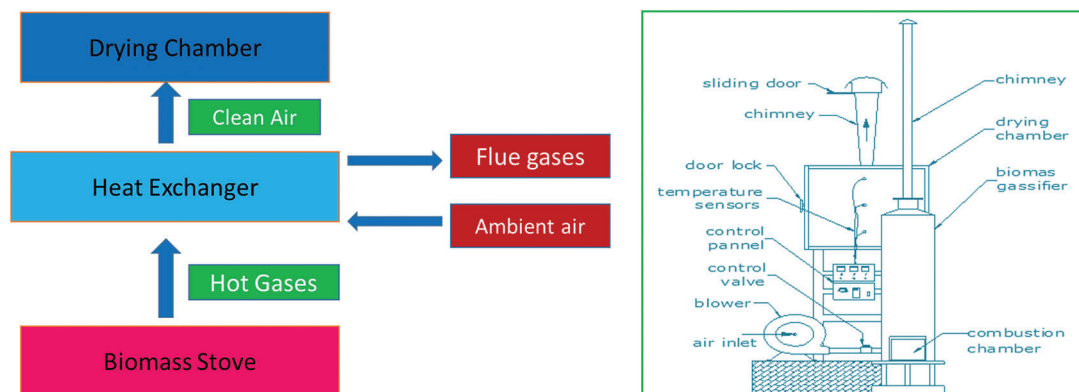 Drying Chamber
Clean Air
Heat Exchanger
Flue gases
Ambient air
Hot Gases
Biomass Stove
sliding door
chimney
door lock
temperature
sensors
control
pannel
control
valve
blower
air inlet
chimney
drying
chamber
biomas
gassifier
combustion
chamber